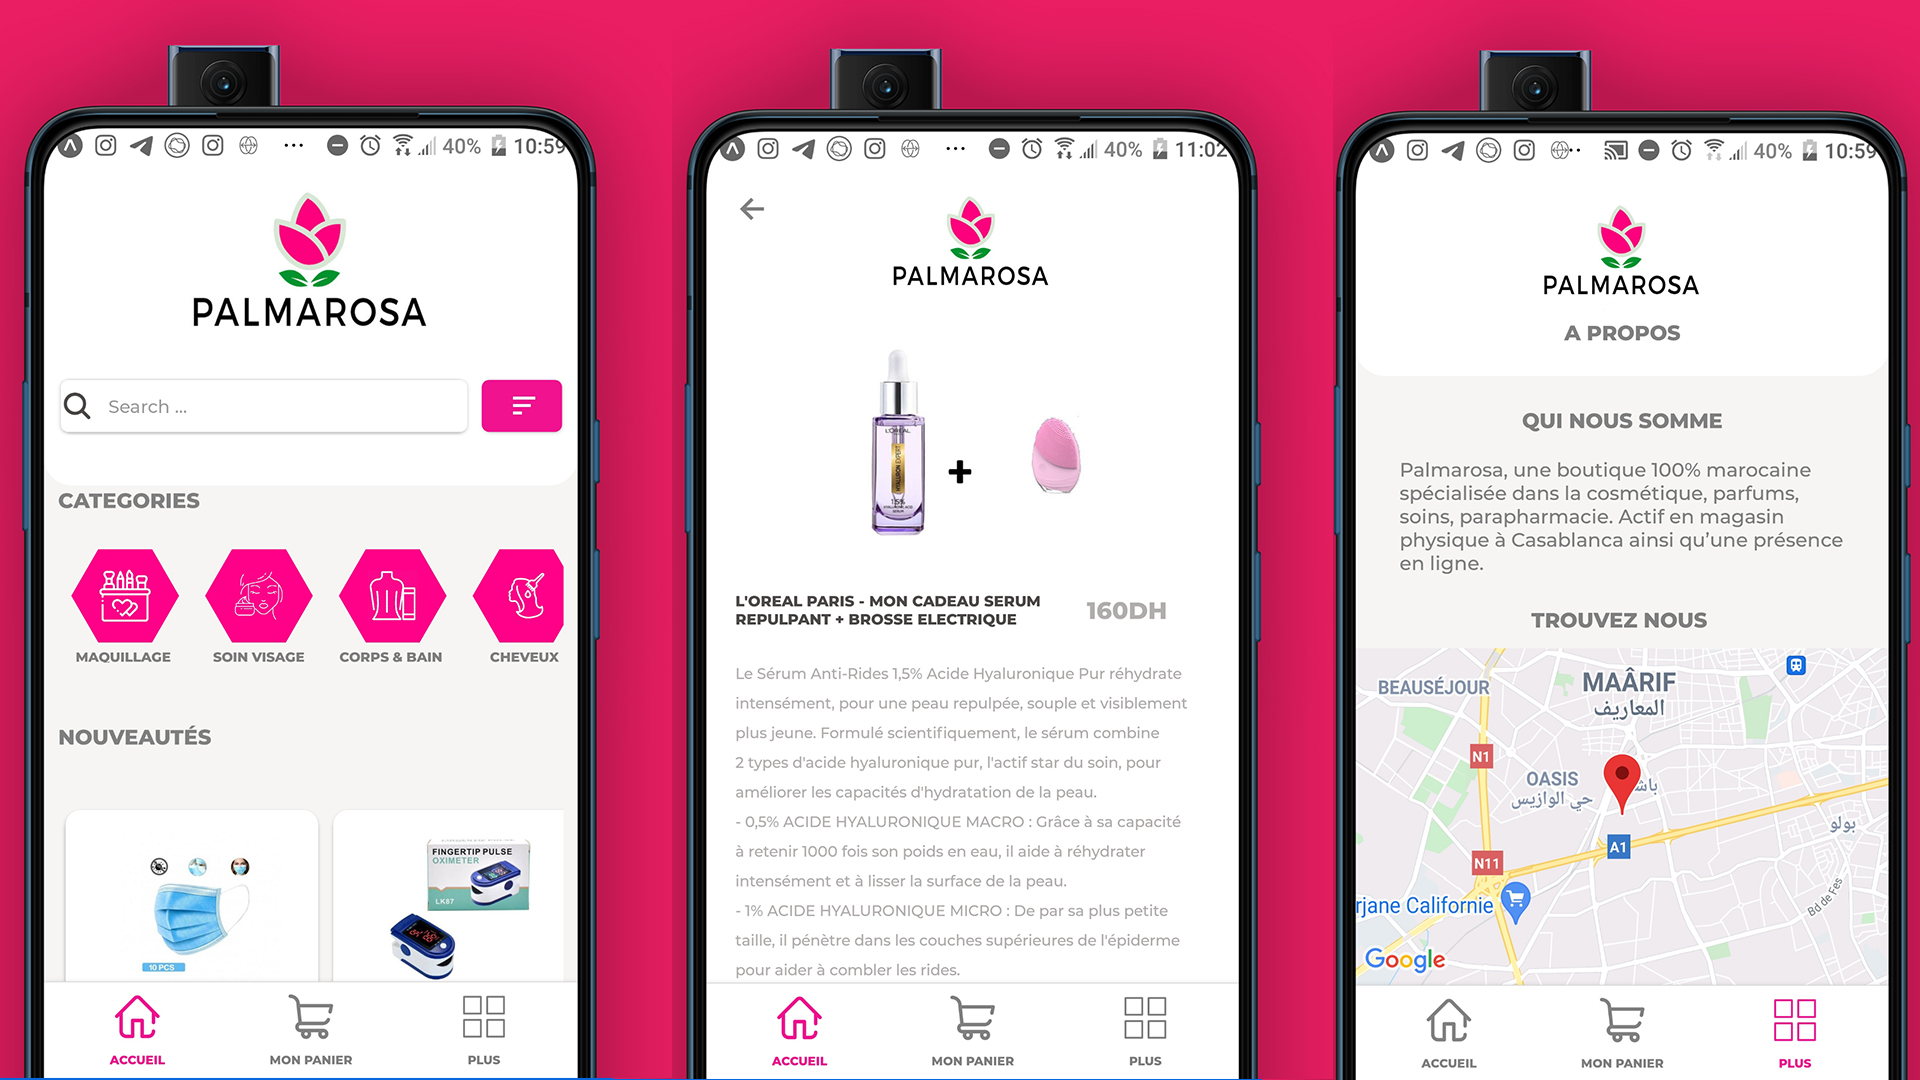 40% 10:59
PALMAROSA
Search ...
CATEGORIES
MAQUILLAGE
SOIN VISAGE
CORPS & BAIN
CHEVEUX
NOUVEAUTÉS
10 PCS
FINGERTIP PULSE
OXIMETER
LK87
ACCUEIL
MON PANIER
PLUS
40% 11:02
PALMAROSA
L'ORÉAL
HYALURON EXPERT
1.5%
+
L'OREAL PARIS - MON CADEAU SERUM
REPULPANT + BROSSE ELECTRIQUE
160DH
Le Sérum Anti-Rides 1,5% Acide Hyaluronique Pur réhydrate
intensément, pour une peau repulpée, souple et visiblement
plus jeune. Formulé scientifiquement, le sérum combine
2 types d'acide hyaluronique pur, l'actif star du soin, pour
améliorer les capacités d'hydratation de la peau.
- 0,5% ACIDE HYALURONIQUE MACRO : Grâce à sa capacité
à retenir 1000 fois son poids en eau, il aide à réhydrater
intensément et à lisser la surface de la peau.
- 1% ACIDE HYALURONIQUE MICRO : De par sa plus petite
taille, il pénètre dans les couches supérieures de l'épiderme
pour aider à combler les rides.
ACCUEIL
MON PANIER
PLUS
40% 10:59
PALMAROSA
A PROPOS
QUI NOUS SOMME
Palmarosa, une boutique 100% marocaine
spécialisée dans la cosmétique, parfums,
soins, parapharmacie. Actif en magasin
physique à Casablanca ainsi qu'une présence
en ligne.
TROUVEZ NOUS
BEAUSÉJOUR
MAÂRIF
المعاريف
N1
OASIS
حي الوازيس
باش
بولو
A1
N11
rjane Californie
Bd de Fes
Google
ACCUEIL
MON PANIER
PLUS